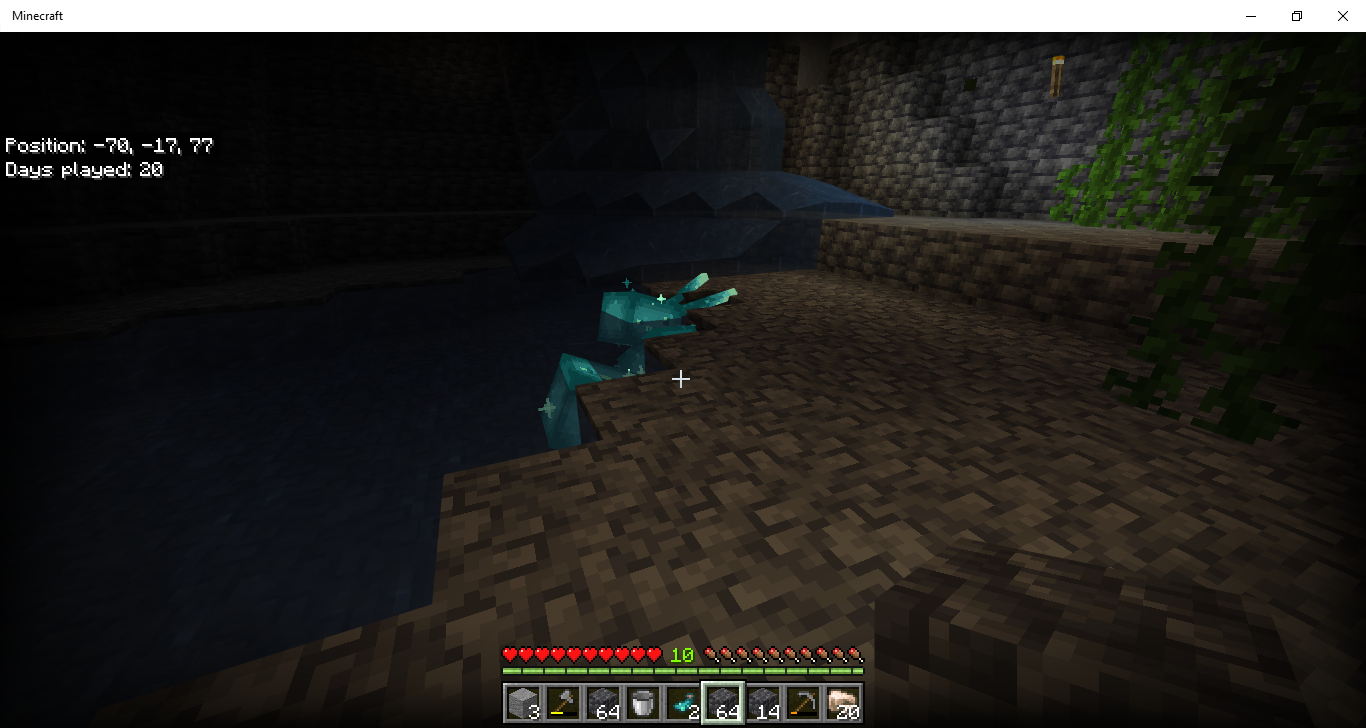 Minecraft
Position: -70, -17, 77
Days played: 20
10
3 64 2 64 14 20